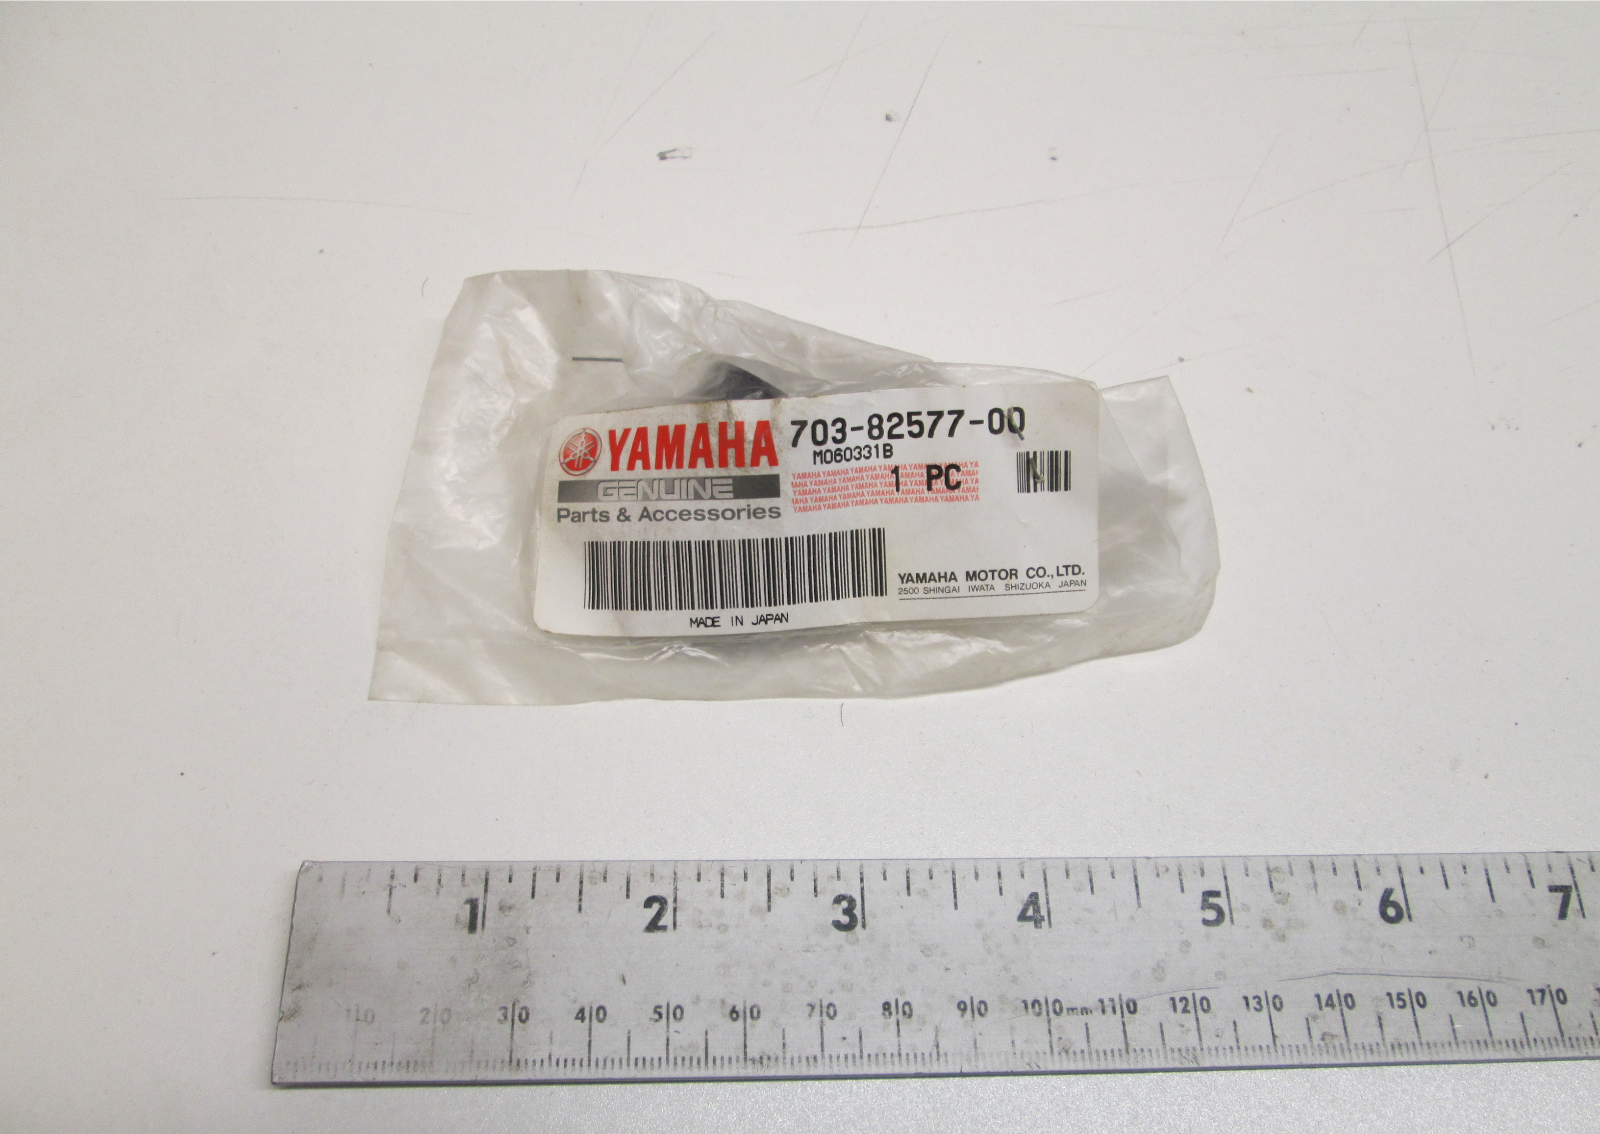 YAMAHA 703-82577-00
M060331B
GENUINE
1 PC
Parts & Accessories
YAMAHA MOTOR CO.,LTD.
2500 SHINGAI IWATA SHIZUOKA JAPAN
MADE IN JAPAN
1 2 3 4 5 6 7
10 20 30 40 50 60 70 80 90 100mm 110 120 130 140 150 160 170